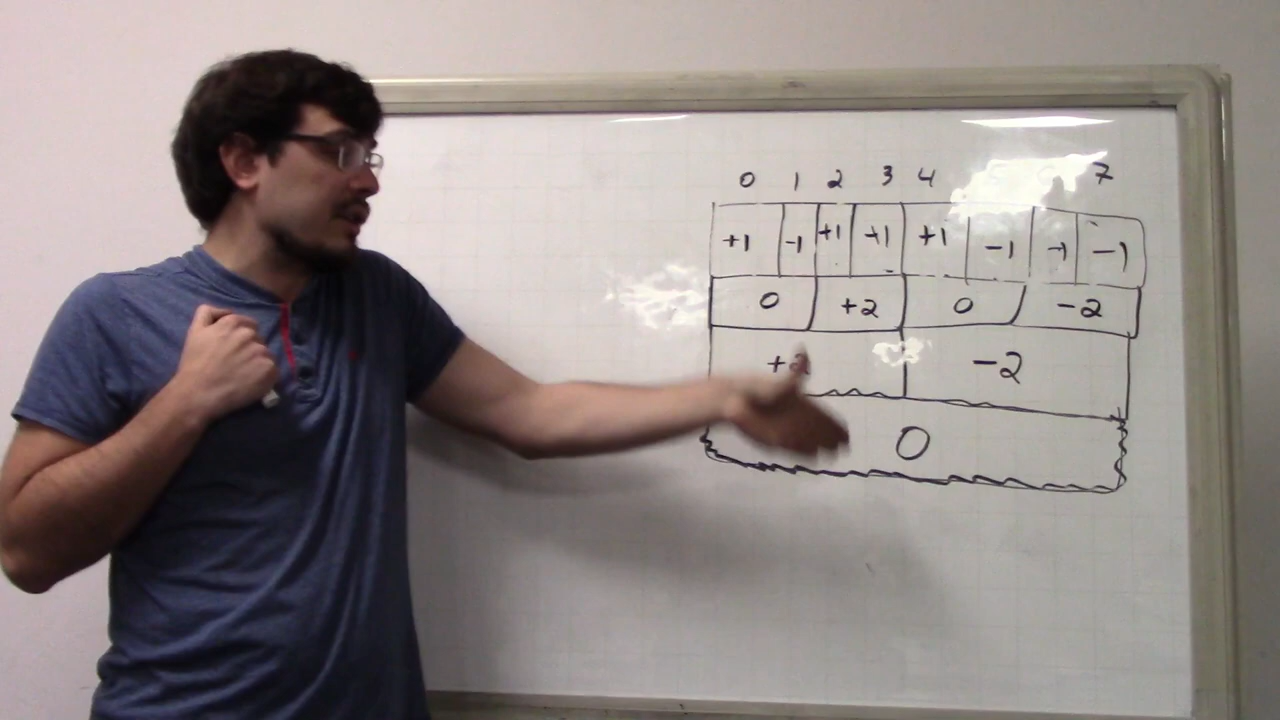 0 1 2 3 4 7
+1 -1 +1 +1 +1 -1 -1 -1
0 +2 0 -2
+2 -2
0